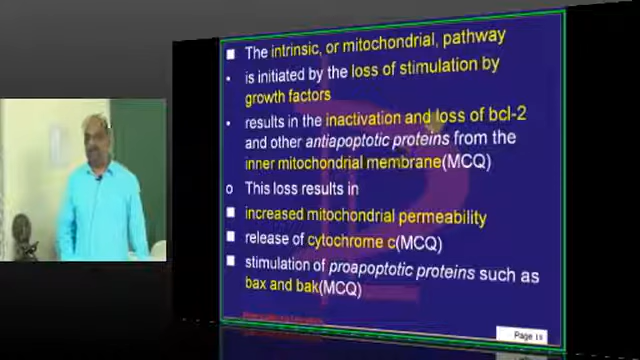 The intrinsic, or mitochondrial, pathway
is initiated by the loss of stimulation by
growth factors
results in the inactivation and loss of bcl-2
and other antiapoptotic proteins from the
inner mitochondrial membrane(MCQ)
o This loss results in
increased mitochondrial permeability
release of cytochrome c(MCQ)
stimulation of proapoptotic proteins such as
bax and bak(MCQ)